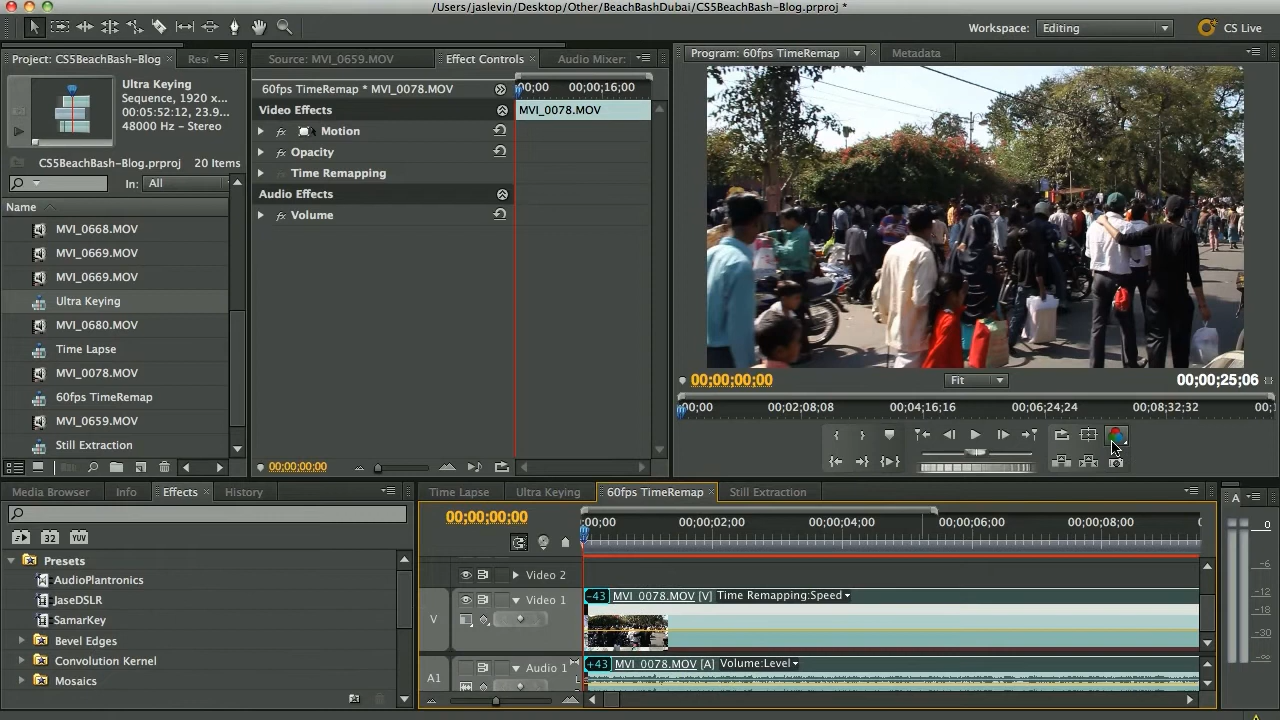 /Users/jaslevin/Desktop/Other/BeachBashDubai/CS5BeachBash-Blog.prproj *
Workspace: Editing CS Live
Project: CS5BeachBash-Blog Res
Ultra Keying
Sequence, 1920 x...
00;05;52;12, 23.9...
48000 Hz - Stereo
CS5BeachBash-Blog.prproj 20 Items
In: All
Name
MVI_0668.MOV
MVI_0669.MOV
MVI_0669.MOV
Ultra Keying
MVI_0680.MOV
Time Lapse
MVI_0078.MOV
60fps TimeRemap
MVI_0659.MOV
Still Extraction
Source: MVI_0659.MOV Effect Controls Audio Mixer:
60fps TimeRemap * MVI_0078.MOV
;00;00 00;00;16;00
Video Effects
MVI_0078.MOV
fx Motion
fx Opacity
fx Time Remapping
Audio Effects
fx Volume
00;00;00;00
Program: 60fps TimeRemap Metadata
00;00;00;00 Fit 00;00;25;06
;00;00 00;02;08;08 00;04;16;16 00;06;24;24 00;08;32;32 00;1
Media Browser Info Effects History
32 YUV
Presets
AudioPlantronics
JaseDSLR
SamarKey
Bevel Edges
Convolution Kernel
Mosaics
Time Lapse Ultra Keying 60fps TimeRemap Still Extraction
00;00;00;00
;00;00 00;00;02;00 00;00;04;00 00;00;06;00 00;00;08;00
Video 2
V Video 1
-43 MVI_0078.MOV [V] Time Remapping:Speed
A1 Audio 1
+43 MVI_0078.MOV [A] Volume:Level
A
0
-6
-12
-18
-30